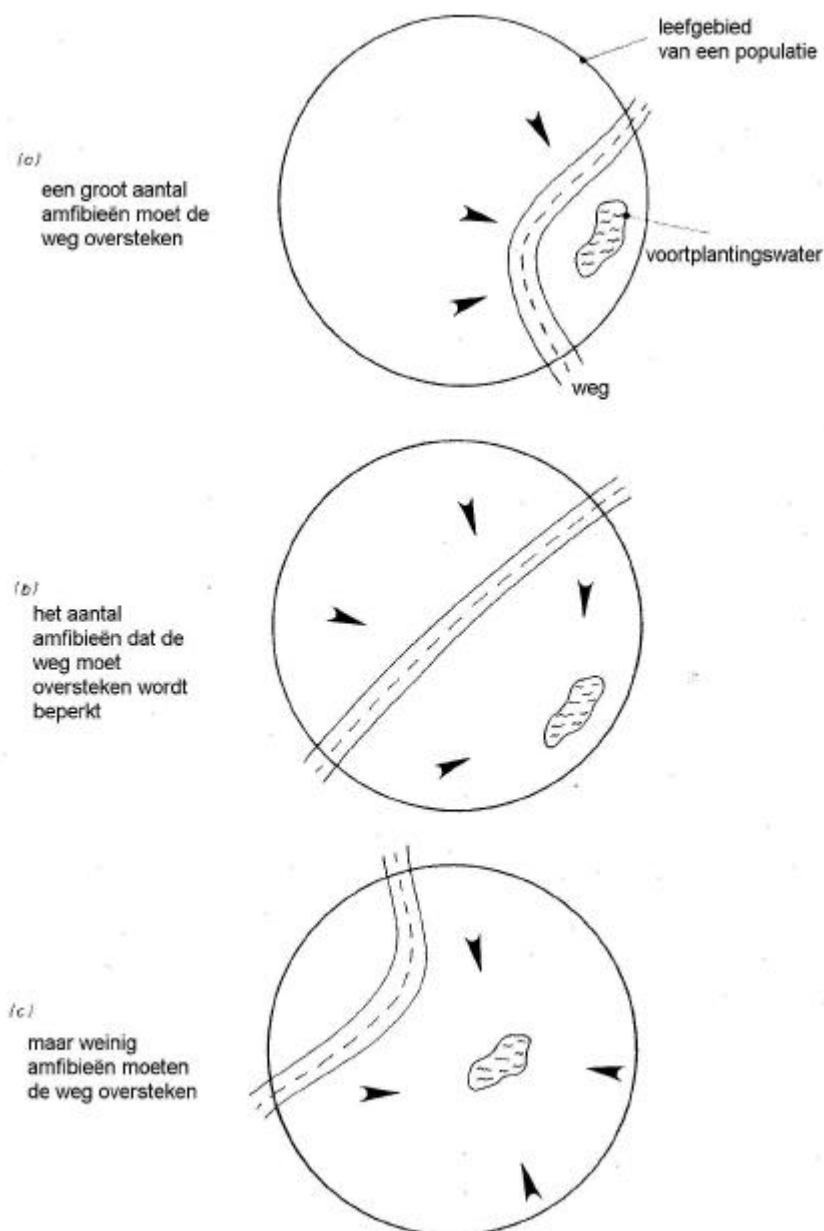 leefgebied
van een populatie
(a)
een groot aantal
amfibieën moet de
weg oversteken
voortplantingswater
weg
(b)
het aantal
amfibieën dat de
weg moet
oversteken wordt
beperkt
(c)
maar weinig
amfibieën moeten
de weg oversteken